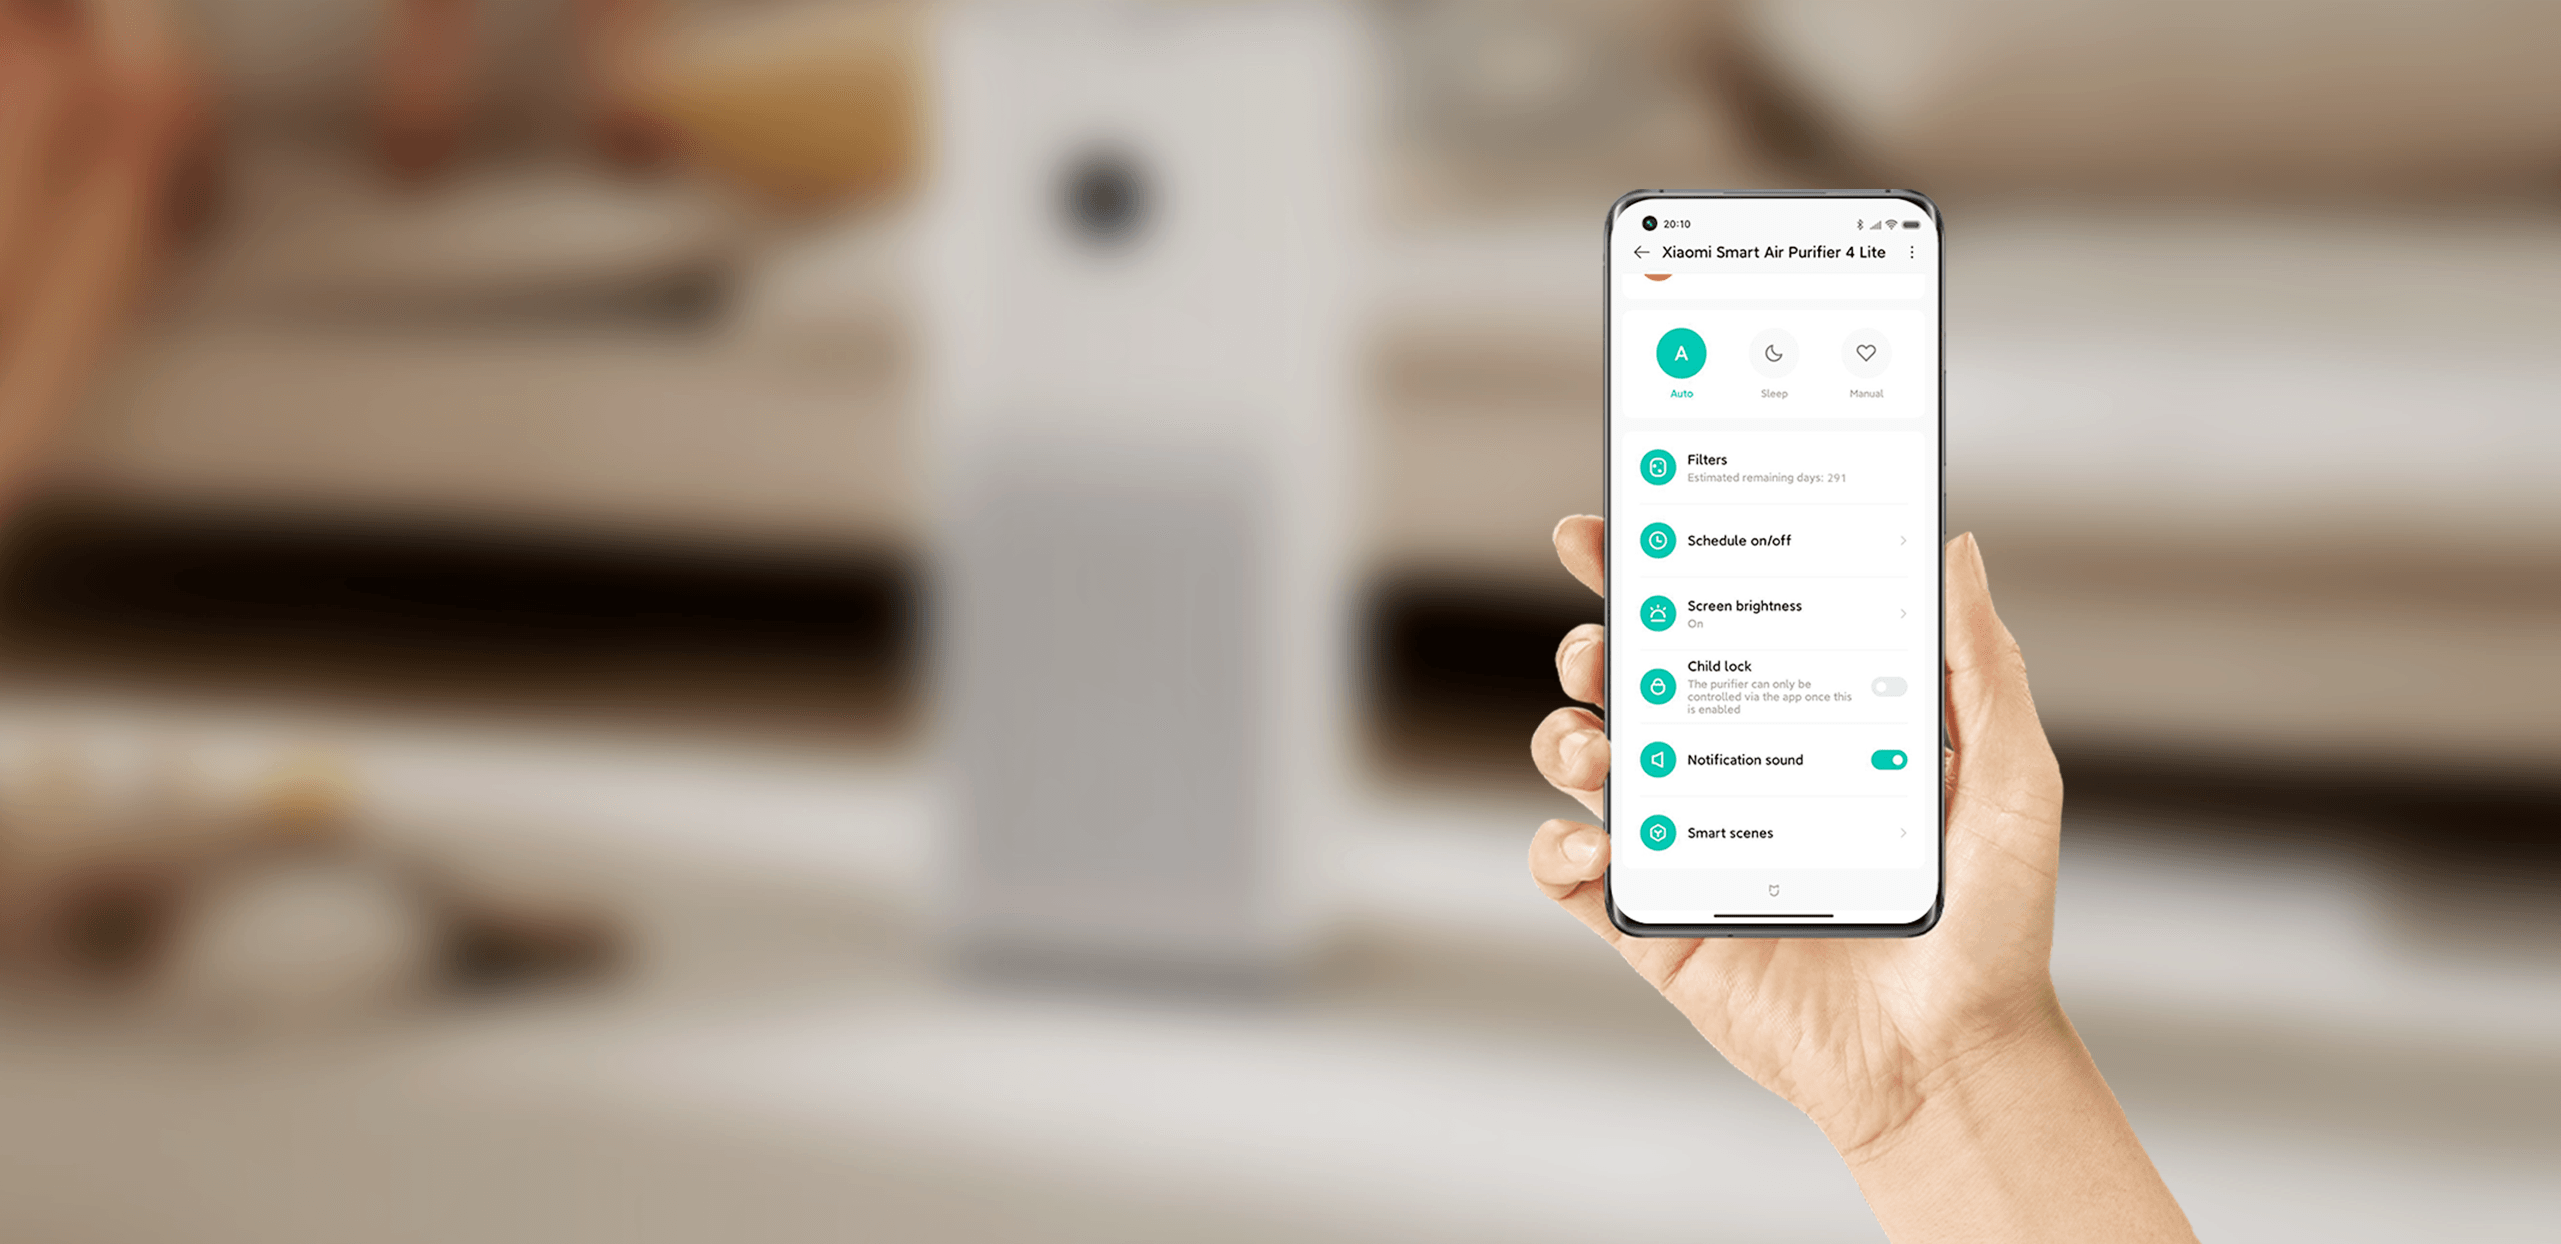 20:10
Xiaomi Smart Air Purifier 4 Lite
A
Auto
Sleep
Manual
Filters
Estimated remaining days: 291
Schedule on/off
Screen brightness
On
Child lock
The purifier can only be
controlled via the app once this
is enabled
Notification sound
Smart scenes